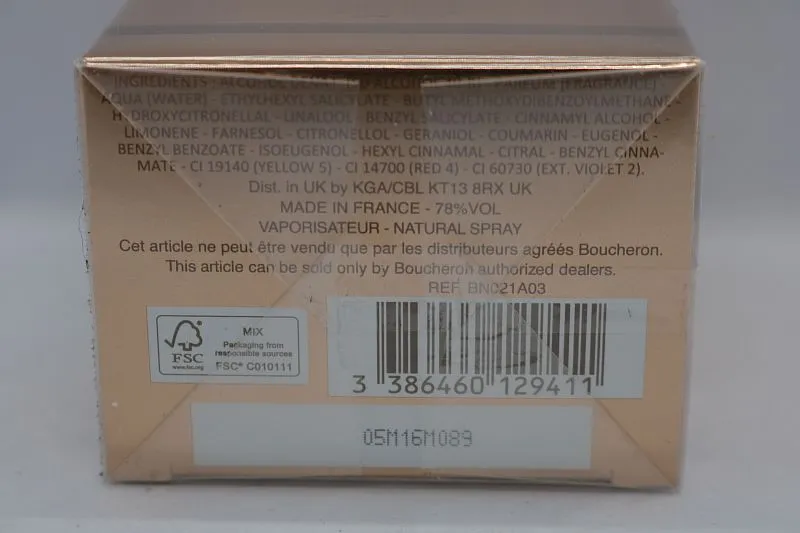 INGREDIENTS : ALCOHOL DENAT. PARFUM (FRAGRANCE)
AQUA (WATER) - ETHYLHEXYL SALICYLATE - BUTYL METHOXYDIBENZOYLMETHANE -
HYDROXYCITRONELLAL - LINALOOL - BENZYL SALICYLATE - CINNAMYL ALCOHOL -
LIMONENE - FARNESOL - CITRONELLOL - GERANIOL - COUMARIN - EUGENOL -
BENZYL BENZOATE - ISOEUGENOL - HEXYL CINNAMAL - CITRAL - BENZYL CINNA-
MATE - CI 19140 (YELLOW 5) - CI 14700 (RED 4) - CI 60730 (EXT. VIOLET 2).
Dist. in UK by KGA/CBL KT13 8RX UK
MADE IN FRANCE - 78%VOL
VAPORISATEUR - NATURAL SPRAY
Cet article ne peut être vendu que par les distributeurs agréés Boucheron.
This article can be sold only by Boucheron authorized dealers.
REF. BN021A03
FSC
www.fsc.org
MIX
Packaging from
responsible sources
FSC® C010111
3 386460 129411
05M16M089